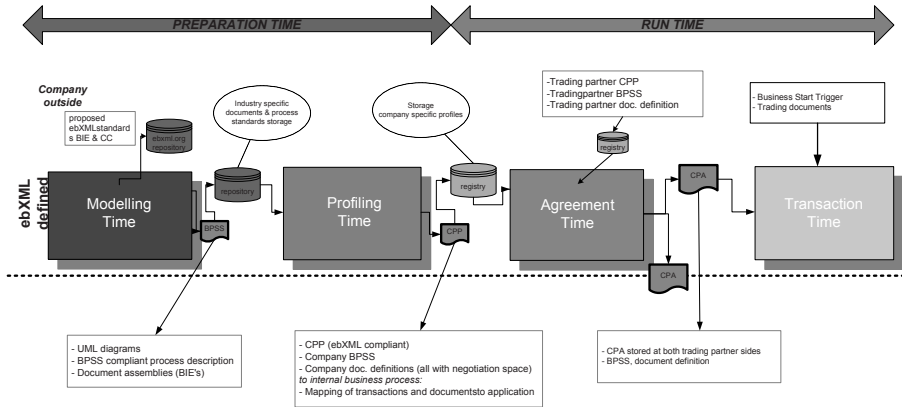 PREPARATION TIME
RUN TIME
Company
outside
proposed
ebXMLstandard
s BIE & CC
ebxml.org
repository
Industry specific
documents & process
standards storage
Storage
company specific profiles
-Trading partner CPP
-Tradingpartner BPSS
-Trading partner doc. definition
registry
- Business Start Trigger
- Trading documents
ebXML
defined
Modelling
Time
BPSS
repository
Profiling
Time
CPP
registry
Agreement
Time
CPA
CPA
Transaction
Time
- UML diagrams
- BPSS compliant process description
- Document assemblies (BIE's)
- CPP (ebXML compliant)
- Company BPSS
- Company doc. definitions (all with negotiation space)
to internal business process:
- Mapping of transactions and documentsto application
- CPA stored at both trading partner sides
- BPSS, document definition